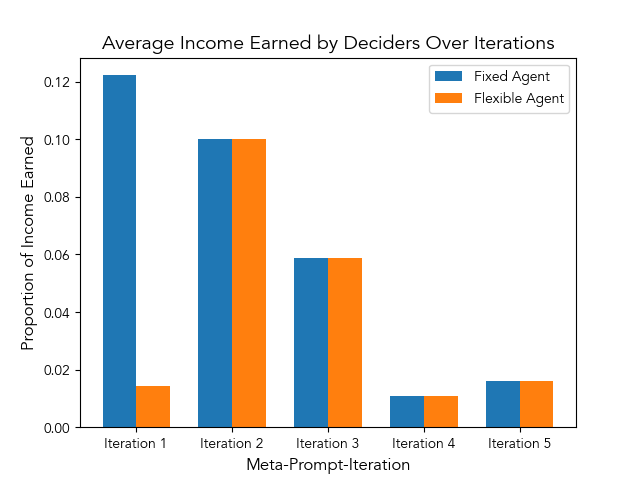 Average Income Earned by Deciders Over Iterations
Fixed Agent
Flexible Agent
Proportion of Income Earned
0.12
0.10
0.08
0.06
0.04
0.02
0.00
Iteration 1
Iteration 2
Iteration 3
Iteration 4
Iteration 5
Meta-Prompt-Iteration